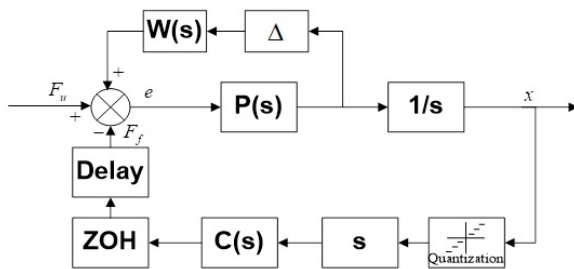 W(s)
Δ
F_u
+
+
e
P(s)
1/s
x
−
F_f
Delay
ZOH
C(s)
s
Quantization